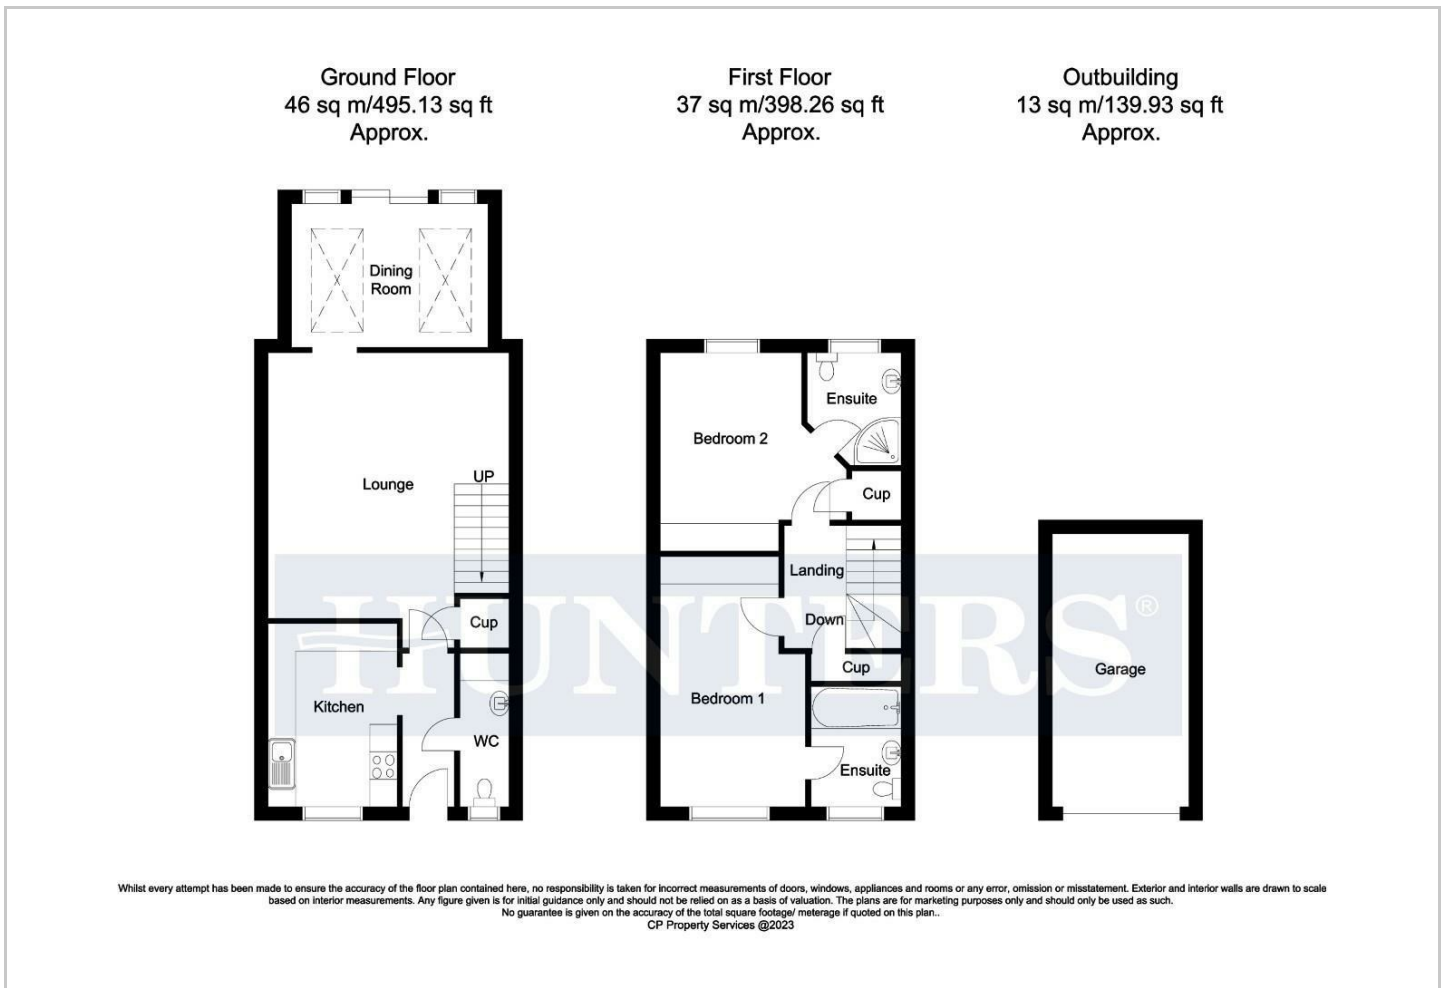 Ground Floor
46 sq m/495.13 sq ft
Approx.
First Floor
37 sq m/398.26 sq ft
Approx.
Outbuilding
13 sq m/139.93 sq ft
Approx.
Dining
Room
Lounge
UP
Cup
Kitchen
WC
Bedroom 2
Ensuite
Cup
Landing
Down
Cup
Bedroom 1
Ensuite
Garage
HUNTERS®
Whilst every attempt has been made to ensure the accuracy of the floor plan contained here, no responsibility is taken for incorrect measurements of doors, windows, appliances and rooms or any error, omission or misstatement. Exterior and interior walls are drawn to scale
based on interior measurements. Any figure given is for initial guidance only and should not be relied on as a basis of valuation. The plans are for marketing purposes only and should only be used as such.
No guarantee is given on the accuracy of the total square footage/ meterage if quoted on this plan..
CP Property Services @2023